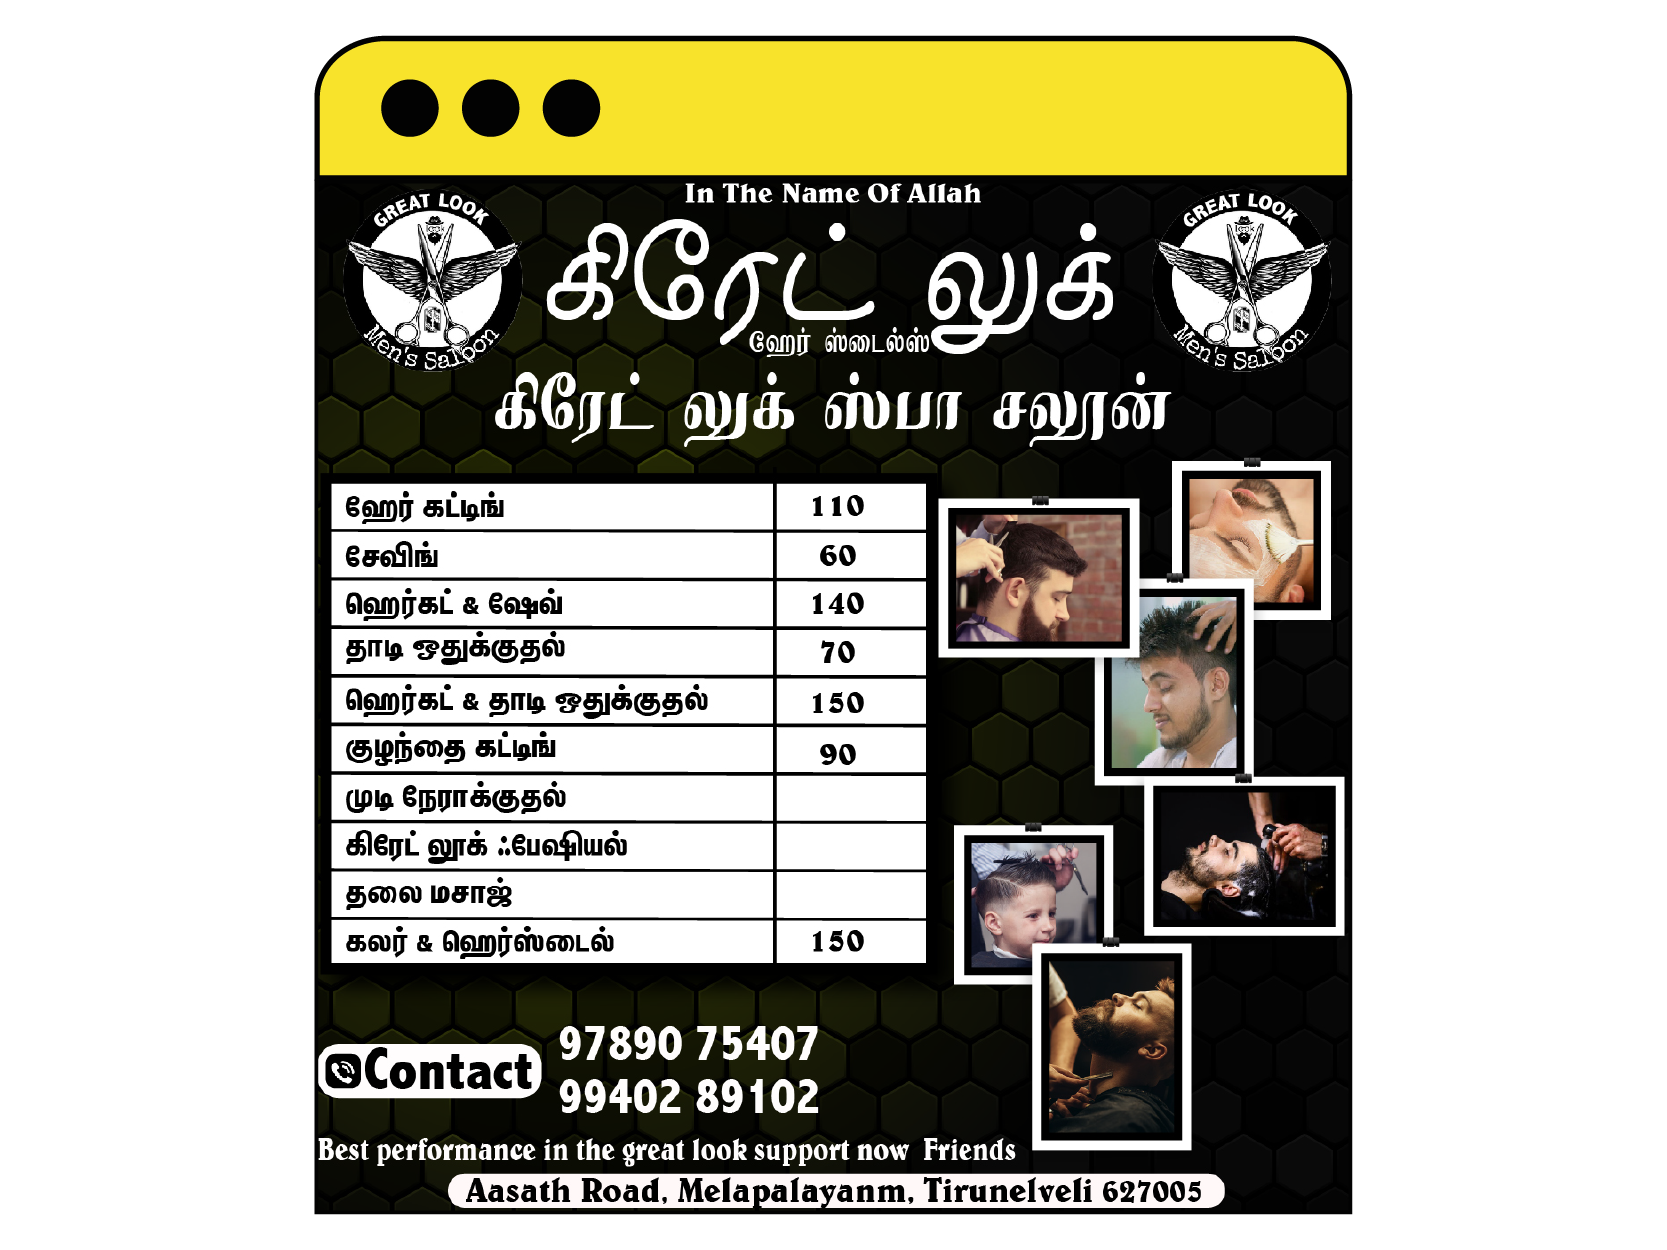 In The Name Of Allah
GREAT LOOK
Men's Saloon
கிரேட் லுக்
ஹேர் ஸ்டைல்ஸ்
GREAT LOOK
Men's Saloon
கிரேட் லுக் ஸ்பா சலூன்
ஹேர் கட்டிங் 110
சேவிங் 60
ஹெர்கட் & ஷேவ் 140
தாடி ஒதுக்குதல் 70
ஹெர்கட் & தாடி ஒதுக்குதல் 150
குழந்தை கட்டிங் 90
முடி நேராக்குதல்
கிரேட் லூக் ஃபேஷியல்
தலை மசாஜ்
கலர் & ஹெர்ஸ்டைல் 150
Contact
97890 75407
99402 89102
Best performance in the great look support now Friends
Aasath Road, Melapalayanm, Tirunelveli 627005